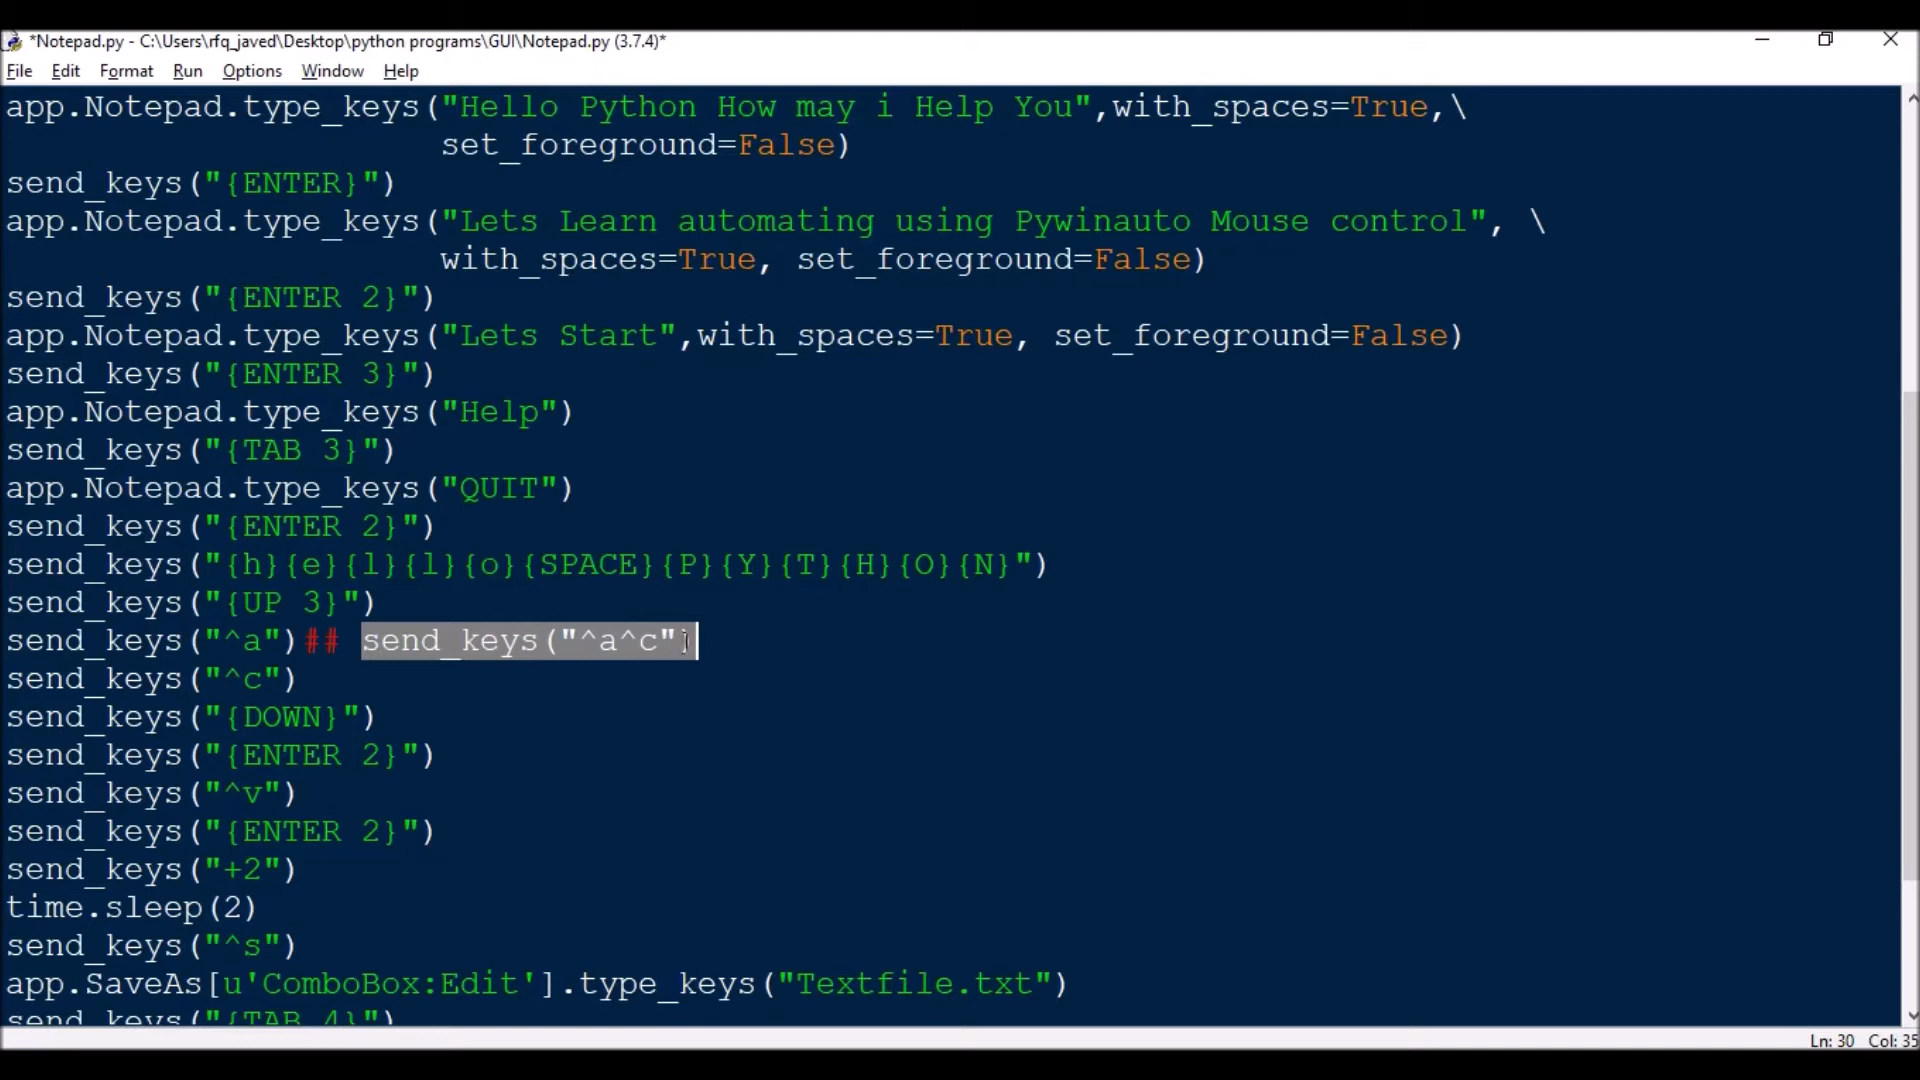 *Notepad.py - C:\Users\rfq_javed\Desktop\python programs\GUI\Notepad.py (3.7.4)*
File Edit Format Run Options Window Help
app.Notepad.type_keys("Hello Python How may i Help You",with_spaces=True,\
set_foreground=False)
send_keys("{ENTER}")
app.Notepad.type_keys("Lets Learn automating using Pywinauto Mouse control", \
with_spaces=True, set_foreground=False)
send_keys("{ENTER 2}")
app.Notepad.type_keys("Lets Start",with_spaces=True, set_foreground=False)
send_keys("{ENTER 3}")
app.Notepad.type_keys("Help")
send_keys("{TAB 3}")
app.Notepad.type_keys("QUIT")
send_keys("{ENTER 2}")
send_keys("{h}{e}{l}{l}{o}{SPACE}{P}{Y}{T}{H}{O}{N}")
send_keys("{UP 3}")
send_keys("^a")## send_keys("^a^c")
send_keys("^c")
send_keys("{DOWN}")
send_keys("{ENTER 2}")
send_keys("^v")
send_keys("{ENTER 2}")
send_keys("+2")
time.sleep(2)
send_keys("^s")
app.SaveAs[u'ComboBox:Edit'].type_keys("Textfile.txt")
send_keys("{TAB 4}")
Ln: 30 Col: 35